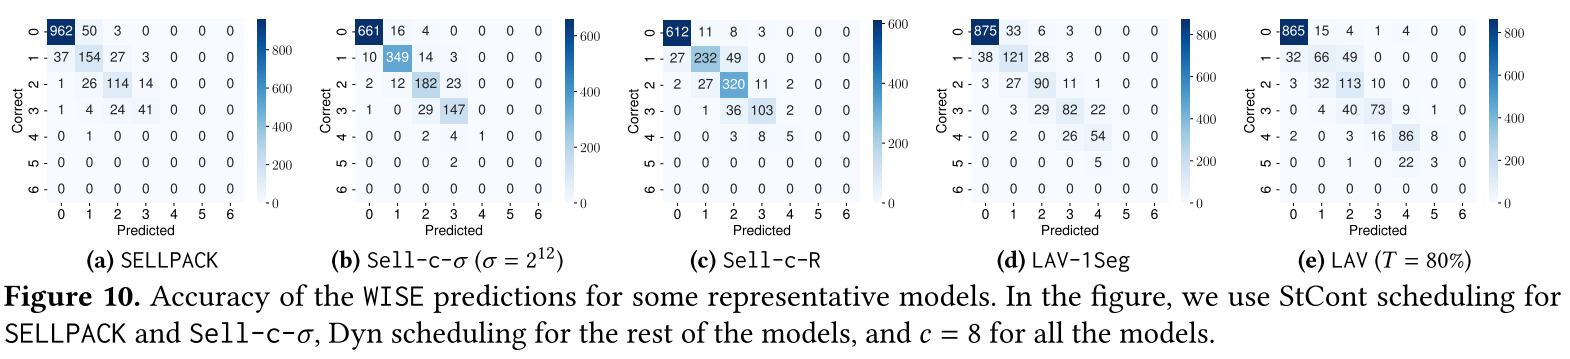 Correct
0 962 50 3 0 0 0 0
1 37 154 27 3 0 0 0
2 1 26 114 14 0 0 0
3 1 4 24 41 0 0 0
4 0 1 0 0 0 0 0
5 0 0 0 0 0 0 0
6 0 0 0 0 0 0 0
0 1 2 3 4 5 6
Predicted
800
600
400
200
0
(a) SELLPACK
Correct
0 661 16 4 0 0 0 0
1 10 349 14 3 0 0 0
2 2 12 182 23 0 0 0
3 1 0 29 147 0 0 0
4 0 0 2 4 1 0 0
5 0 0 0 2 0 0 0
6 0 0 0 0 0 0 0
0 1 2 3 4 5 6
Predicted
600
400
200
0
(b) Sell-c-σ (σ = 2¹²)
Correct
0 612 11 8 3 0 0 0
1 27 232 49 0 0 0 0
2 2 27 320 11 2 0 0
3 0 1 36 103 2 0 0
4 0 0 3 8 5 0 0
5 0 0 0 0 0 0 0
6 0 0 0 0 0 0 0
0 1 2 3 4 5 6
Predicted
600
400
200
0
(c) Sell-c-R
Correct
0 875 33 6 3 0 0 0
1 38 121 28 3 0 0 0
2 3 27 90 11 1 0 0
3 0 3 29 82 22 0 0
4 0 2 0 26 54 0 0
5 0 0 0 0 5 0 0
6 0 0 0 0 0 0 0
0 1 2 3 4 5 6
Predicted
800
600
400
200
0
(d) LAV-1Seg
Correct
0 865 15 4 1 4 0 0
1 32 66 49 0 0 0 0
2 3 32 113 10 0 0 0
3 0 4 40 73 9 1 0
4 2 0 3 16 86 8 0
5 0 0 1 0 22 3 0
6 0 0 0 0 0 0 0
0 1 2 3 4 5 6
Predicted
800
600
400
200
0
(e) LAV (T = 80%)
Figure 10. Accuracy of the WISE predictions for some representative models. In the figure, we use StCont scheduling for
SELLPACK and Sell-c-σ, Dyn scheduling for the rest of the models, and c = 8 for all the models.